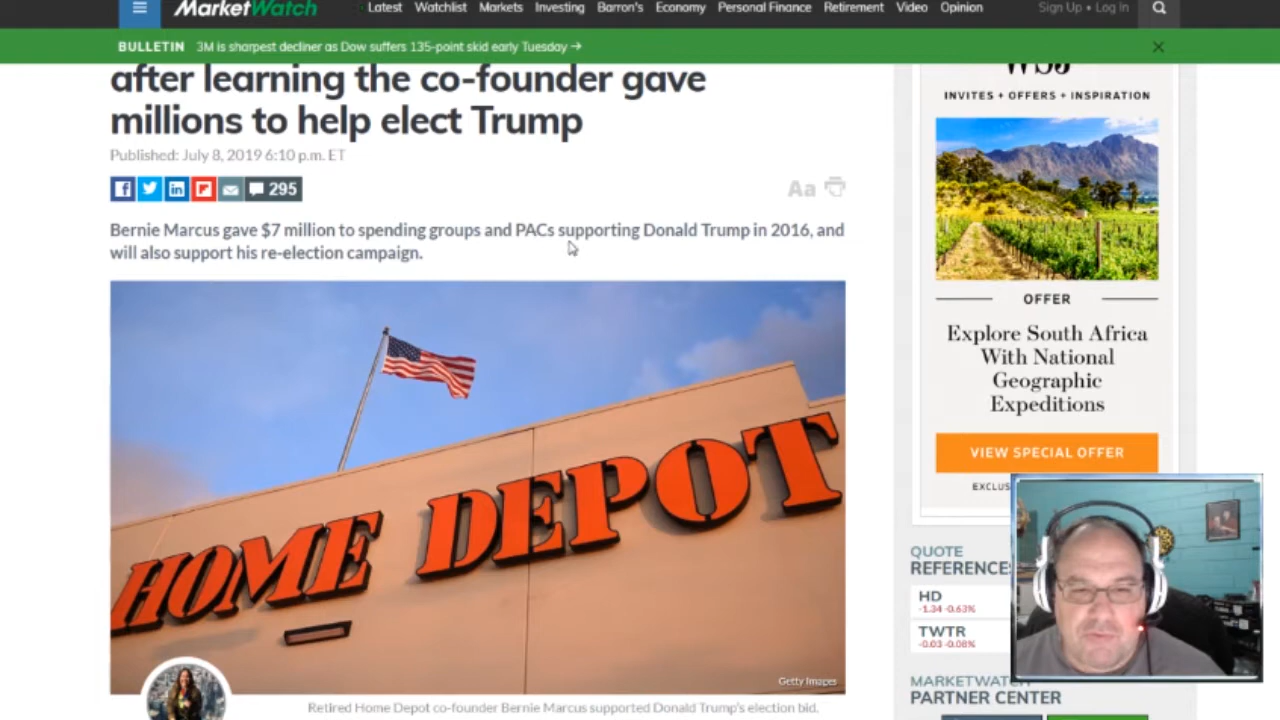 MarketWatch
Latest Watchlist Markets Investing Barron's Economy Personal Finance Retirement Video Opinion
Sign Up • Log In
BULLETIN 3M is sharpest decliner as Dow suffers 135-point skid early Tuesday →
after learning the co-founder gave
millions to help elect Trump
Published: July 8, 2019 6:10 p.m. ET
295
Aa
Bernie Marcus gave $7 million to spending groups and PACs supporting Donald Trump in 2016, and
will also support his re-election campaign.
HOME DEPOT
Getty Images
Retired Home Depot co-founder Bernie Marcus supported Donald Trump's election bid.
WSJ
INVITES + OFFERS + INSPIRATION
OFFER
Explore South Africa
With National
Geographic
Expeditions
VIEW SPECIAL OFFER
EXCLUS
QUOTE
REFERENCES
HD
-1.34 -0.63%
TWTR
-0.03 -0.08%
MARKETWATCH
PARTNER CENTER